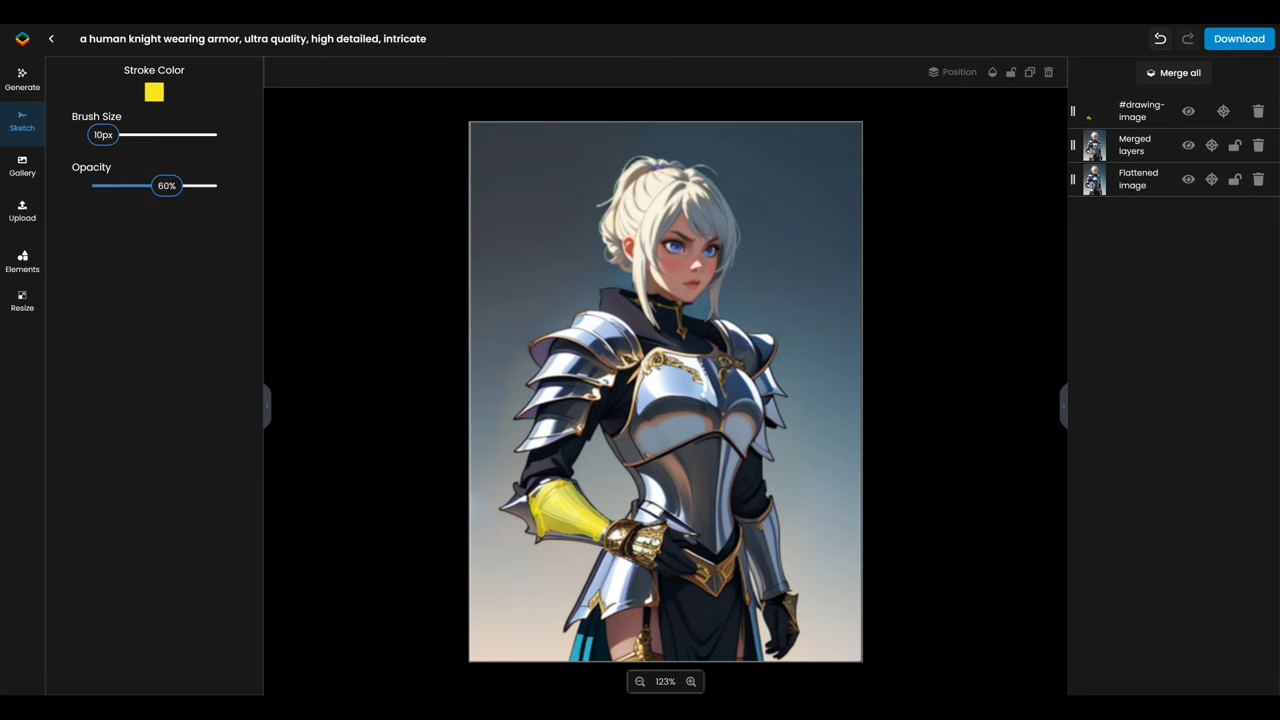 a human knight wearing armor, ultra quality, high detailed, intricate
Download
Generate
Sketch
Gallery
Upload
Elements
Resize
Stroke Color
Brush Size
10px
Opacity
60%
Position
Merge all
#drawing-
image
Merged
layers
Flattened
image
123%